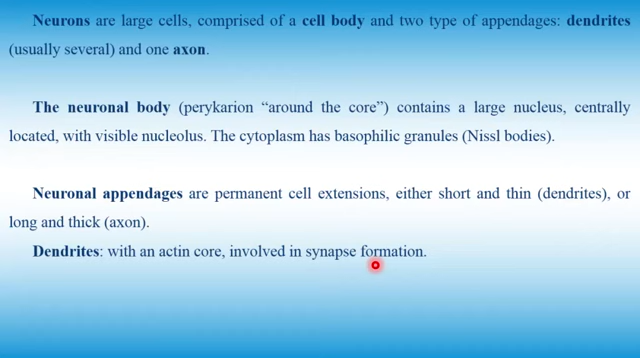 Neurons are large cells, comprised of a cell body and two type of appendages: dendrites
(usually several) and one axon.
The neuronal body (perykarion “around the core”) contains a large nucleus, centrally
located, with visible nucleolus. The cytoplasm has basophilic granules (Nissl bodies).
Neuronal appendages are permanent cell extensions, either short and thin (dendrites), or
long and thick (axon).
Dendrites: with an actin core, involved in synapse formation.